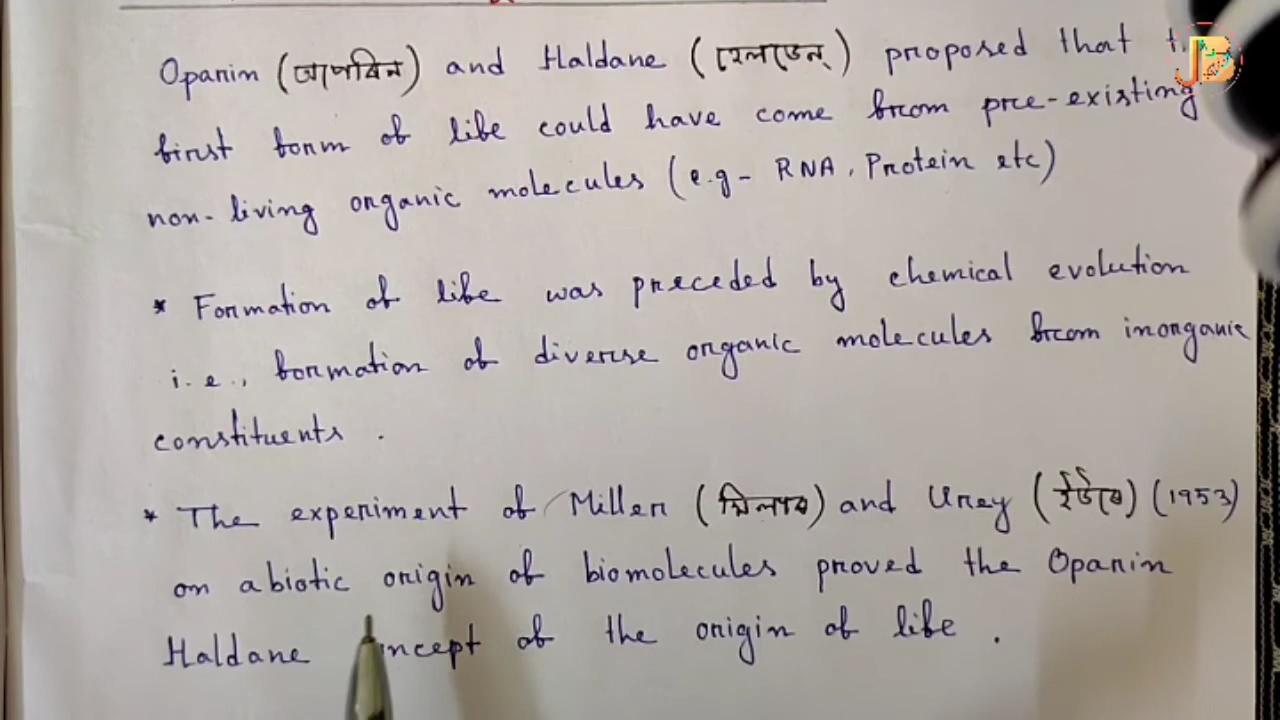 Oparin (অপৰিন) and Haldane (হেলডেন্) proposed that
first form of life could have come from pre-existing
non-living organic molecules (e.g- RNA, Protein etc)
* Formation of life was preceded by chemical evolution
i.e., formation of diverse organic molecules from inorganic
constituents.
* The experiment of Miller (মিলাৰ) and Urey (1953)
on abiotic origin of biomolecules proved the Oparin
Haldane of the origin of life.
JB